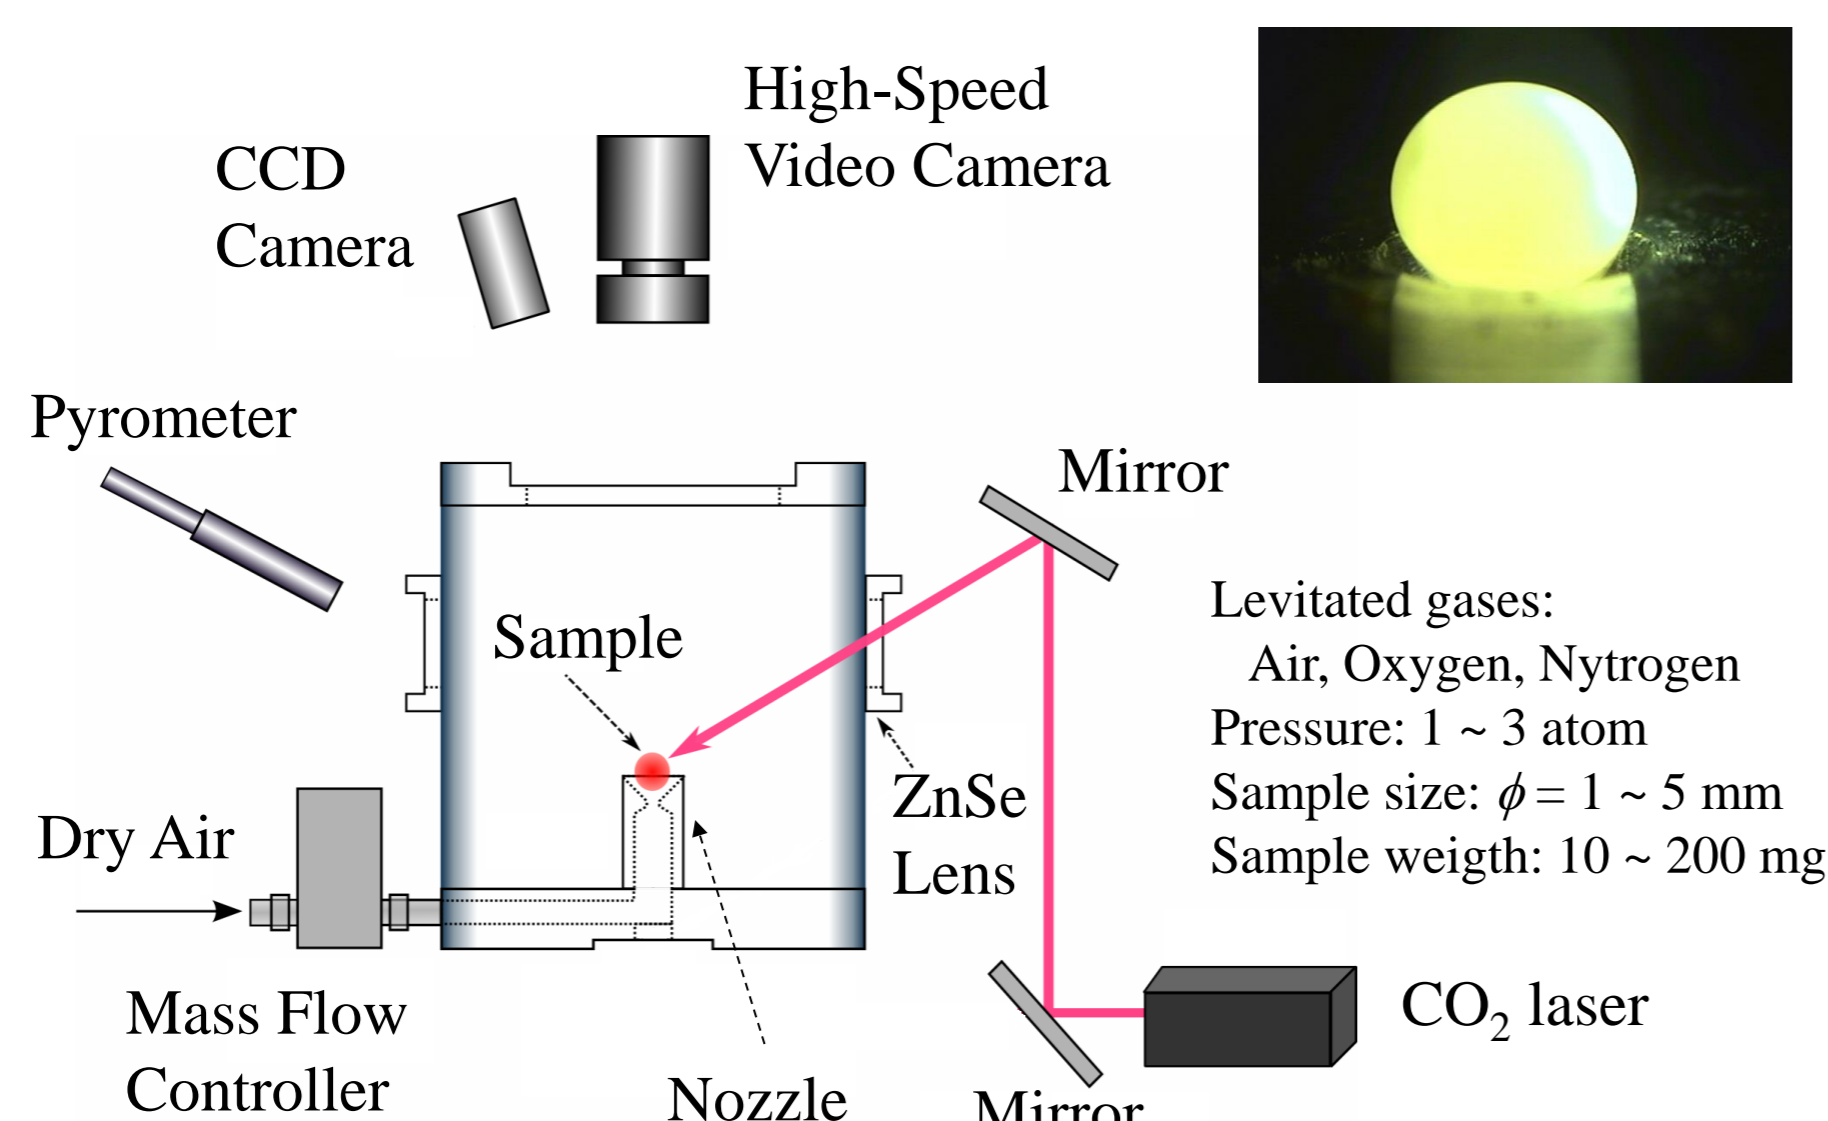 High-Speed
Video Camera
CCD
Camera
Pyrometer
Mirror
Sample
Levitated gases:
Air, Oxygen, Nytrogen
Pressure: 1 ~ 3 atom
Sample size: ϕ = 1 ~ 5 mm
Sample weigth: 10 ~ 200 mg
ZnSe
Lens
Dry Air
Mass Flow
Controller
Nozzle
CO₂ laser
Mirror